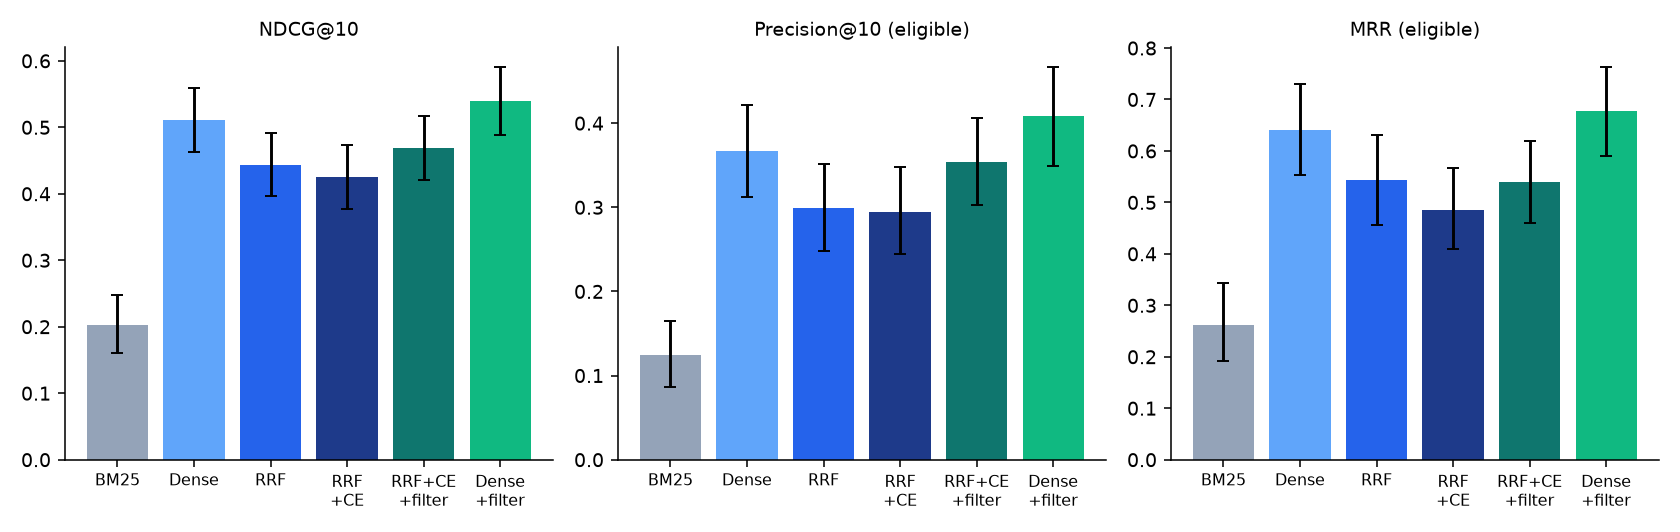 NDCG@10
0.6
0.5
0.4
0.3
0.2
0.1
0.0
BM25
Dense
RRF
RRF
+CE
RRF+CE
+filter
Dense
+filter
Precision@10 (eligible)
0.4
0.3
0.2
0.1
0.0
BM25
Dense
RRF
RRF
+CE
RRF+CE
+filter
Dense
+filter
MRR (eligible)
0.8
0.7
0.6
0.5
0.4
0.3
0.2
0.1
0.0
BM25
Dense
RRF
RRF
+CE
RRF+CE
+filter
Dense
+filter